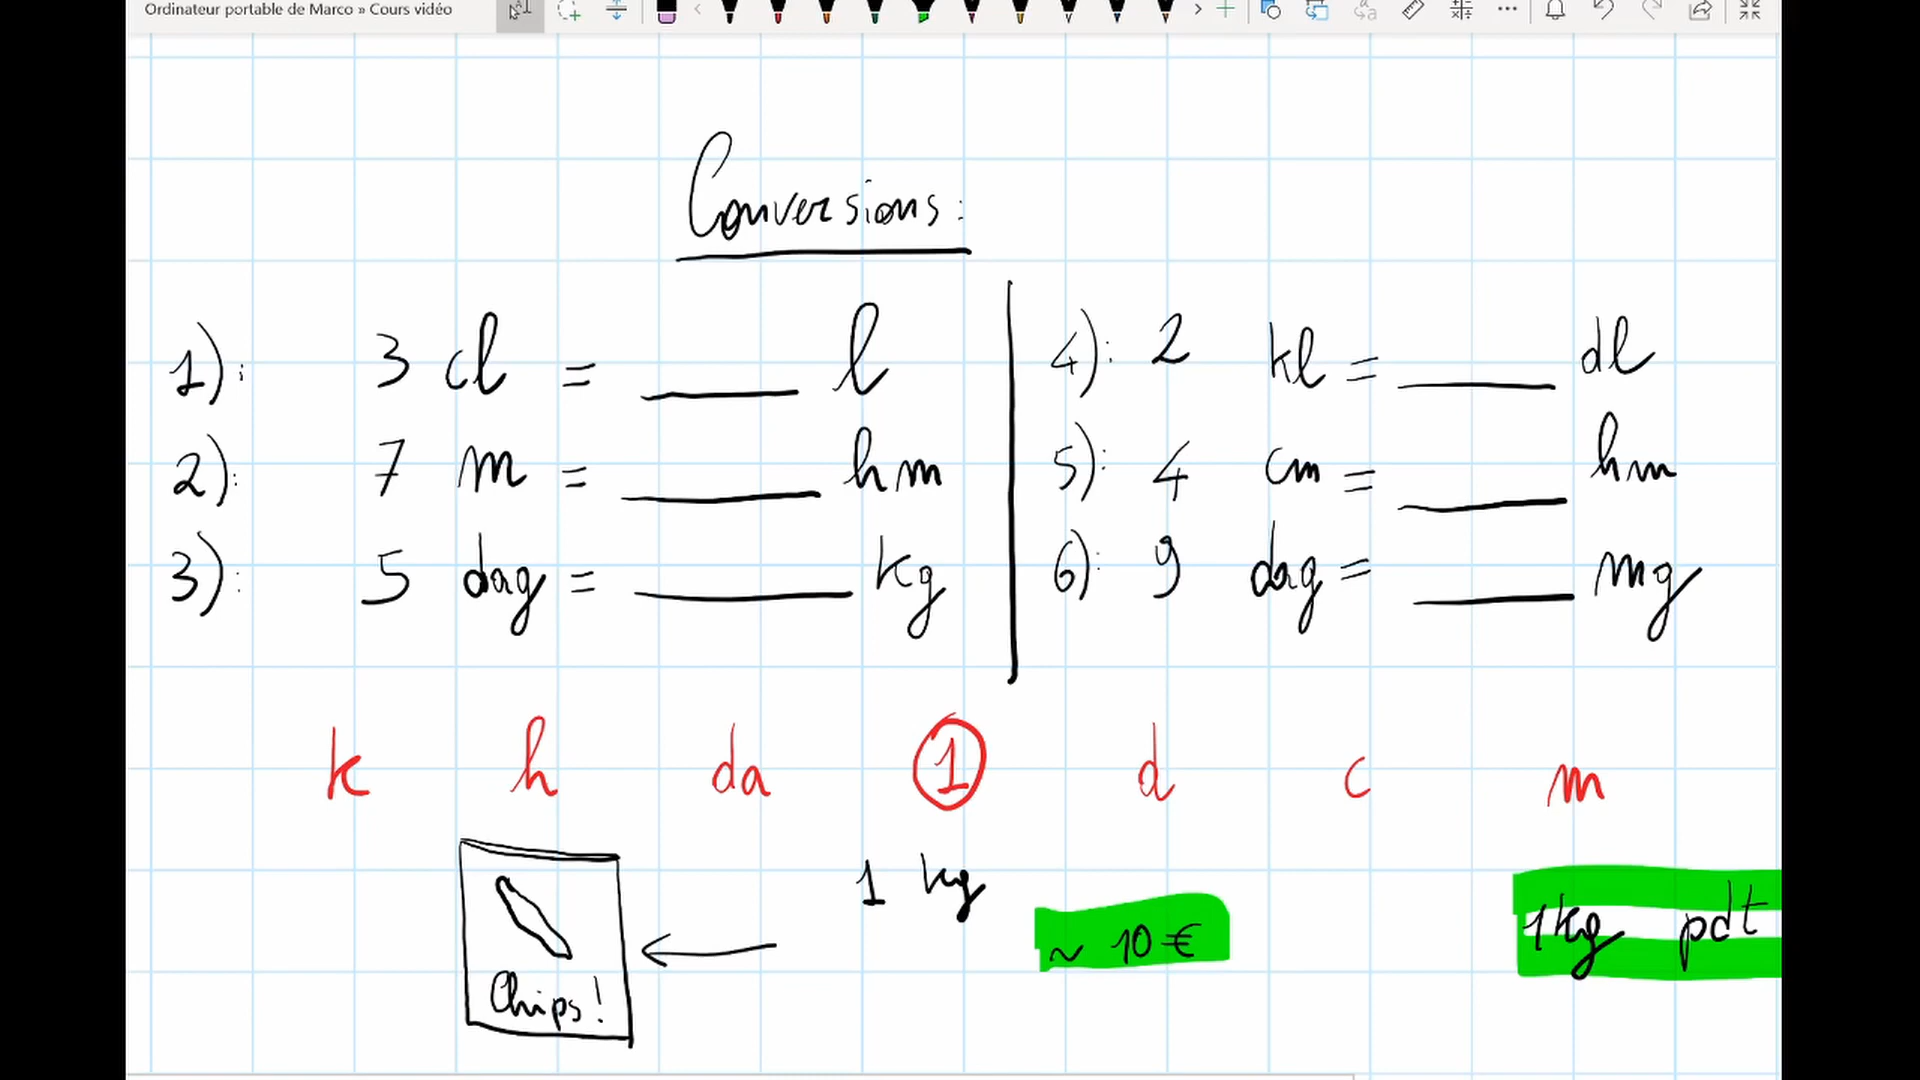 Ordinateur portable de Marco » Cours vidéo
Conversions:
1): 3 cl = ____ l
2): 7 m = ____ hm
3): 5 dag = ____ kg
4): 2 kl = ____ dl
5): 4 cm = ____ hm
6): 9 dag = ____ mg
k h da 1 d c m
Chips!
1 kg
~ 10 €
1kg pdt